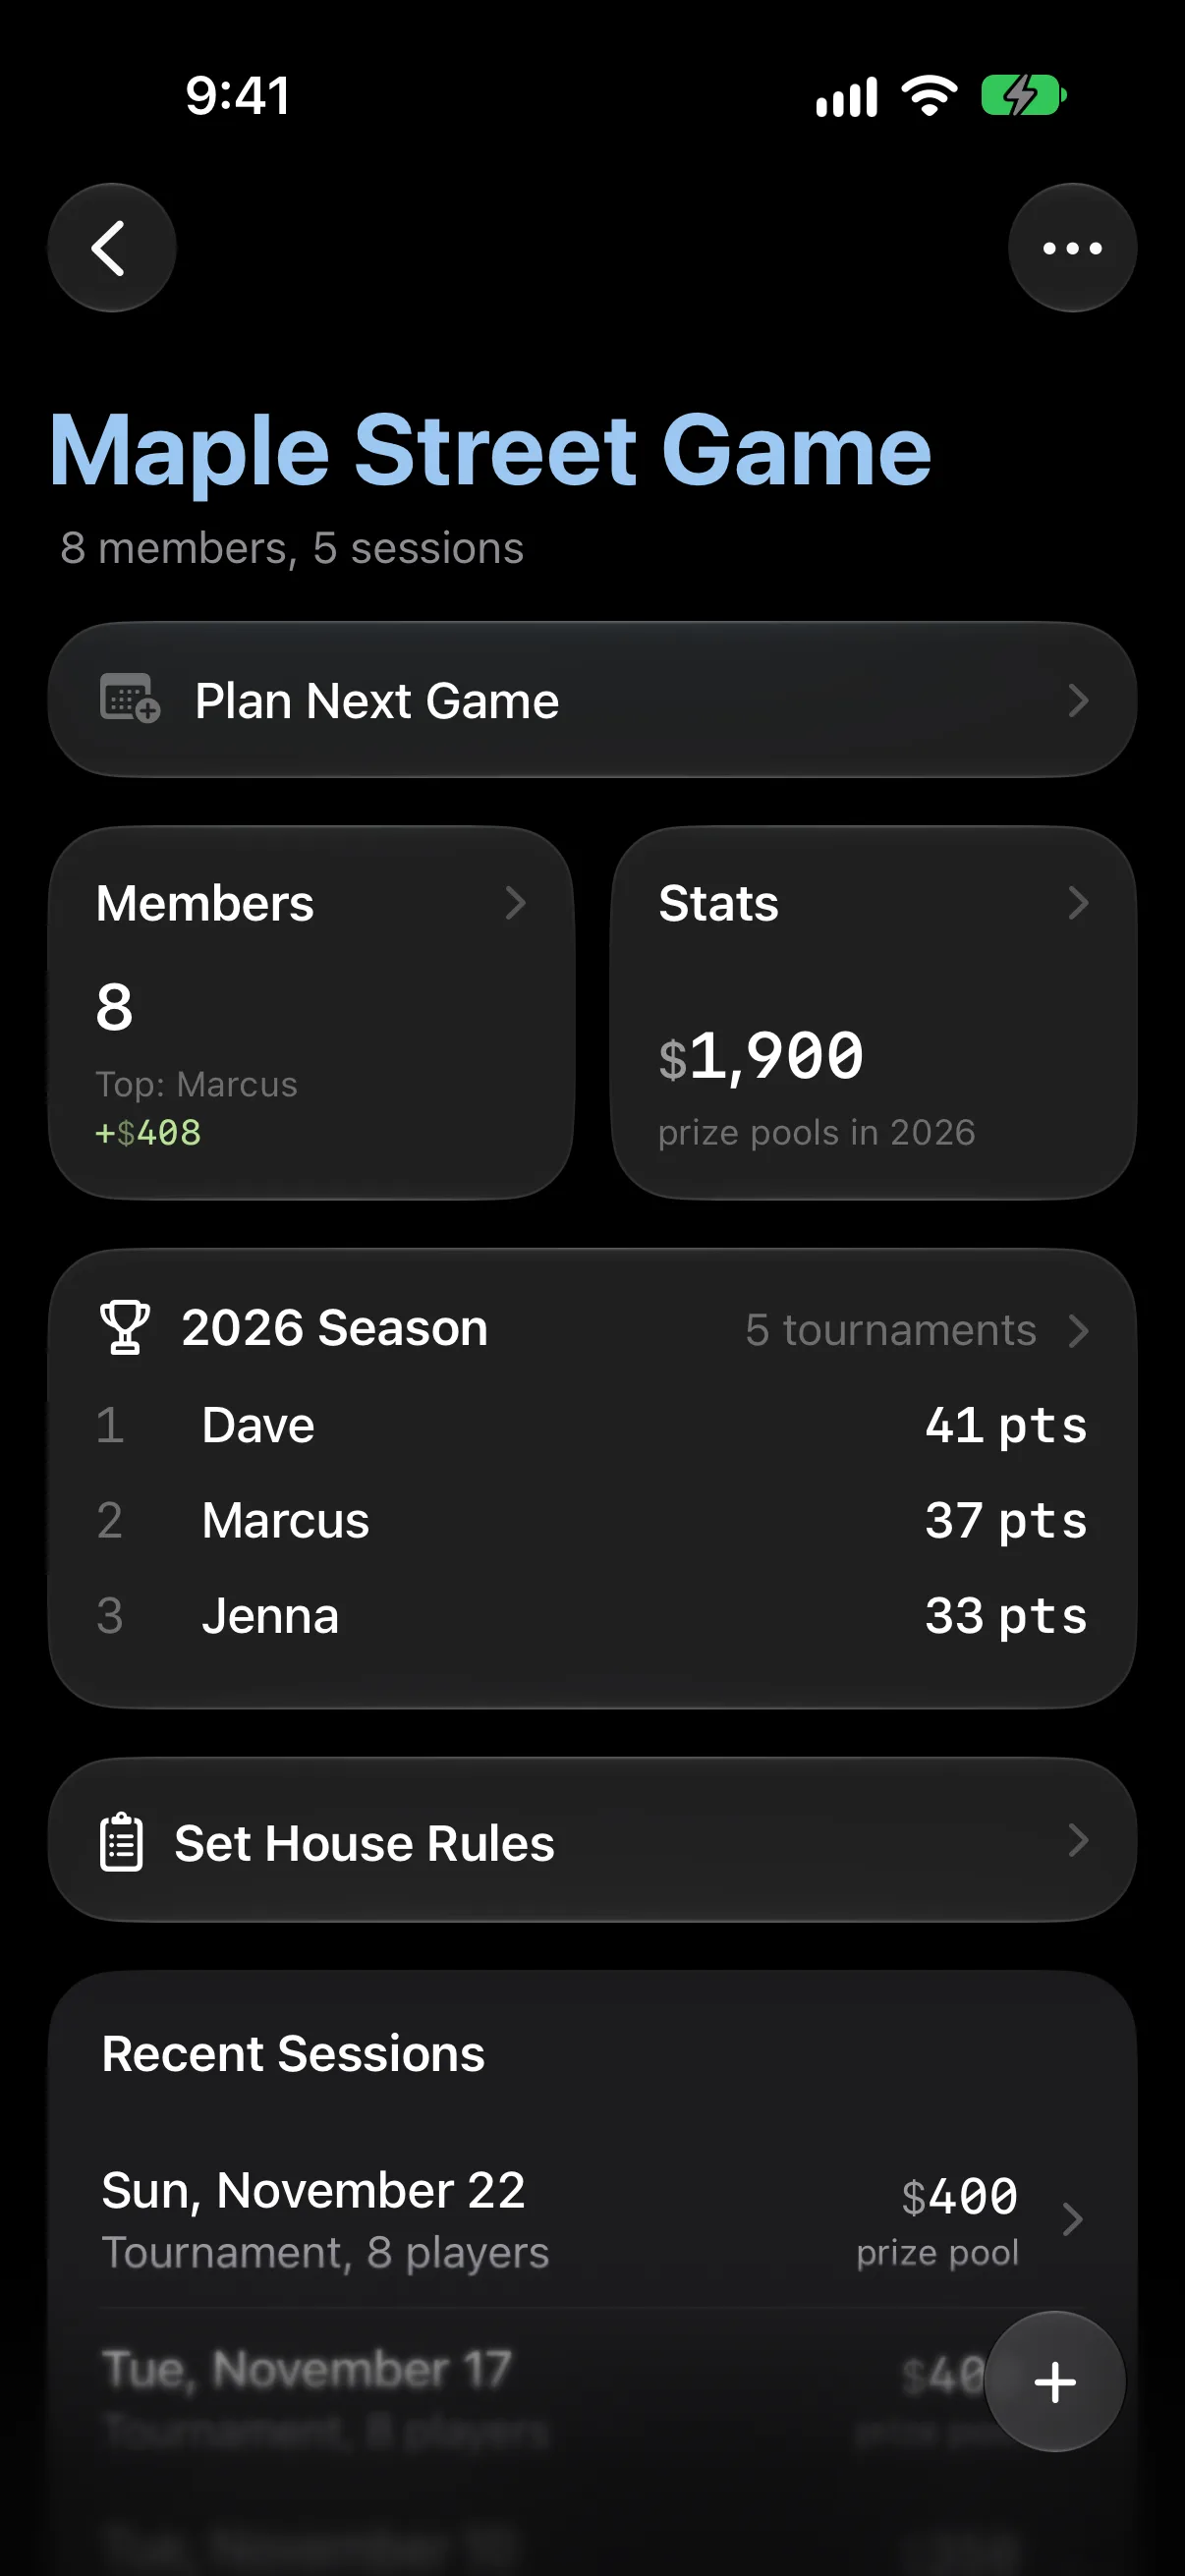 9:41
Maple Street Game
8 members, 5 sessions
Plan Next Game
Members
8
Top: Marcus
+$408
Stats
$1,900
prize pools in 2026
2026 Season
5 tournaments
1 Dave 41 pts
2 Marcus 37 pts
3 Jenna 33 pts
Set House Rules
Recent Sessions
Sun, November 22
$400
Tournament, 8 players
prize pool
Tue, November 17
Tournament, 8 players